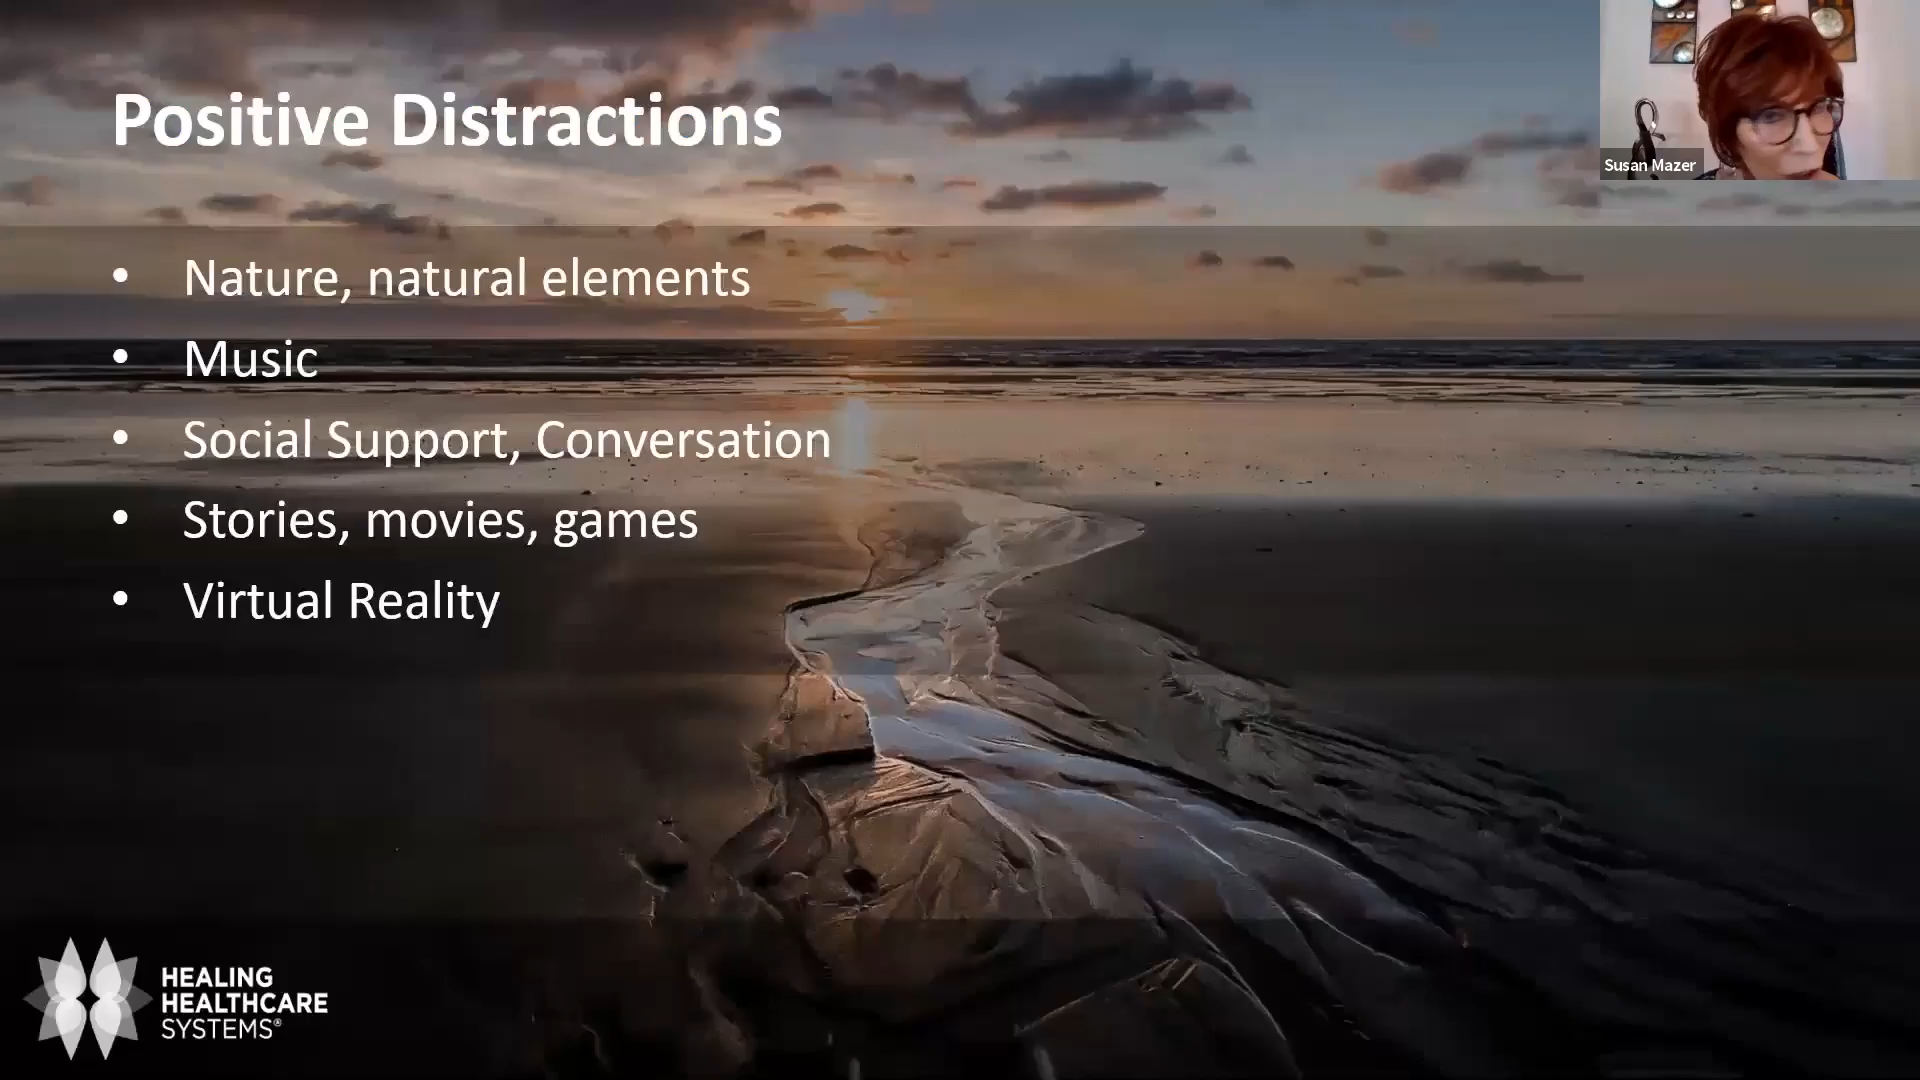 Positive Distractions
Susan Mazer
• Nature, natural elements
• Music
• Social Support, Conversation
• Stories, movies, games
• Virtual Reality
HEALING
HEALTHCARE
SYSTEMS®